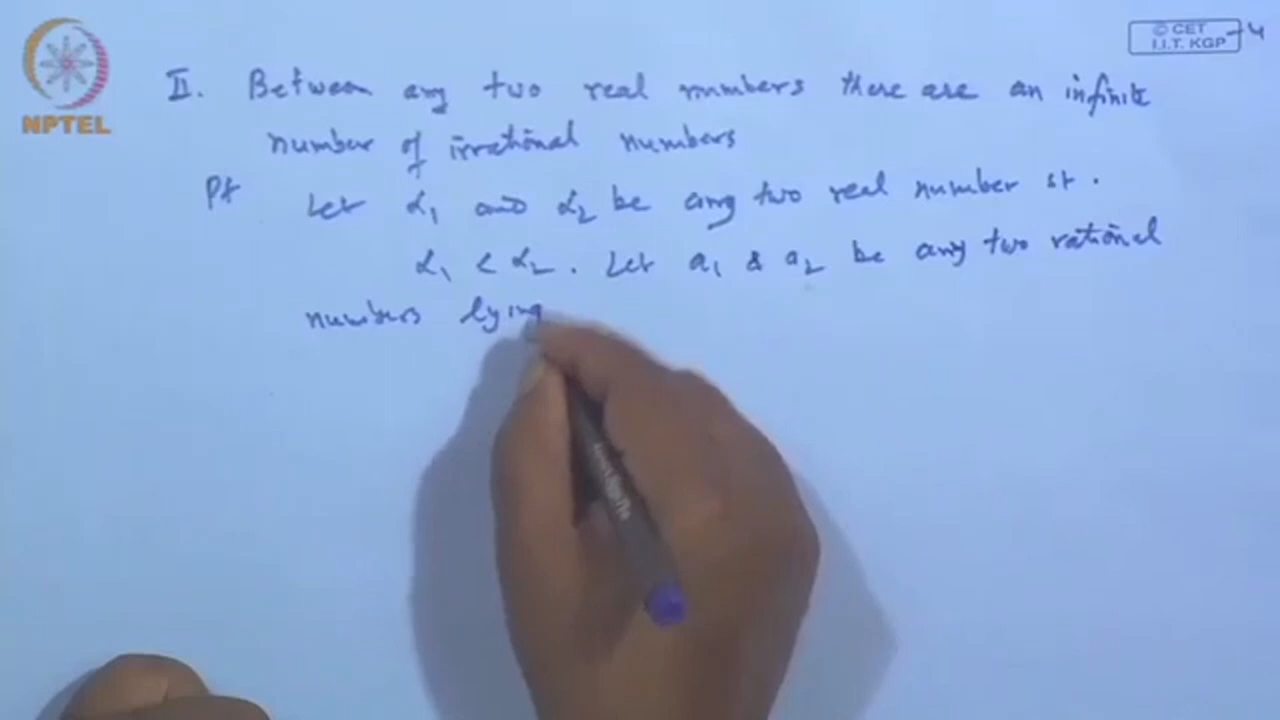 © CET
I.I.T. KGP
-4
NPTEL
II. Between any two real numbers there are an infinite
number of irrational numbers
Pf Let α₁ and α₂ be any two real number st.
α₁ < α₂. Let a₁ & a₂ be any two rational
numbers lying